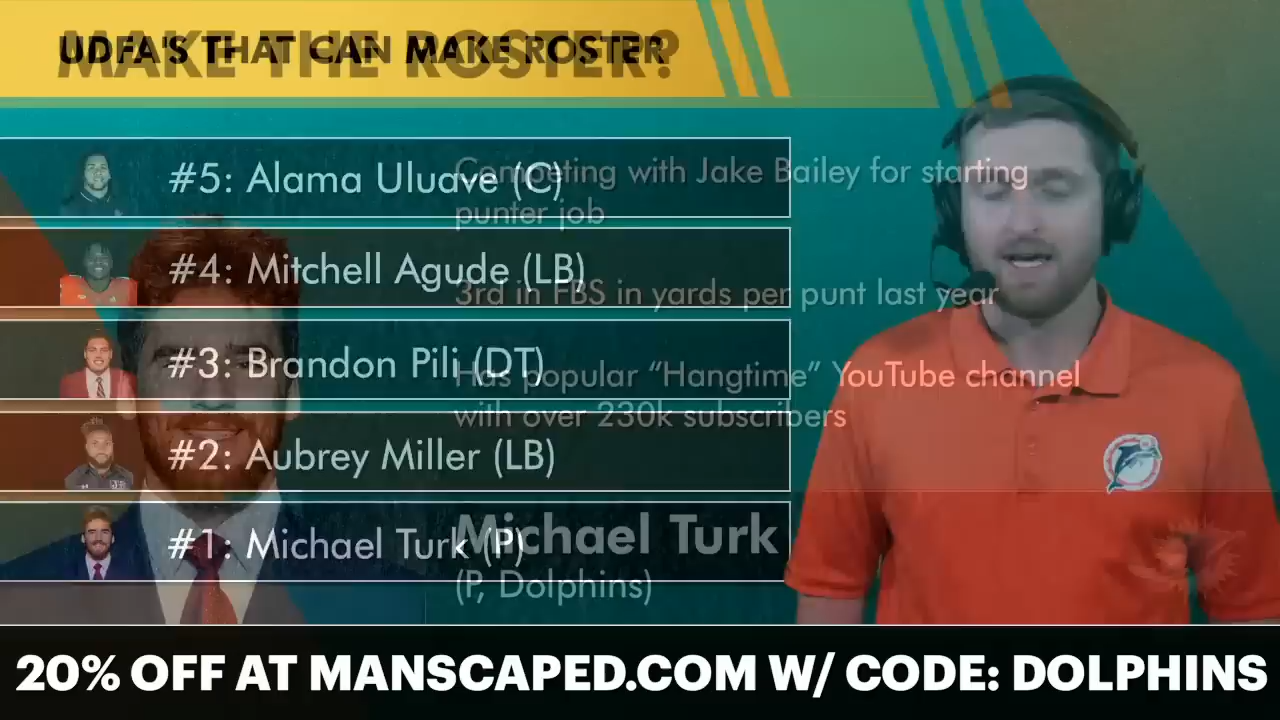 UDFA'S THAT CAN MAKE ROSTER
MAKE THE ROSTER?
#5: Alama Uluave (C)
#4: Mitchell Agude (LB)
#3: Brandon Pili (DT)
#2: Aubrey Miller (LB)
#1: Michael Turk (P)
Competing with Jake Bailey for starting
punter job
3rd in FBS in yards per punt last year
Has popular “Hangtime” YouTube channel
with over 230k subscribers
Michael Turk
(P, Dolphins)
20% OFF AT MANSCAPED.COM W/ CODE: DOLPHINS